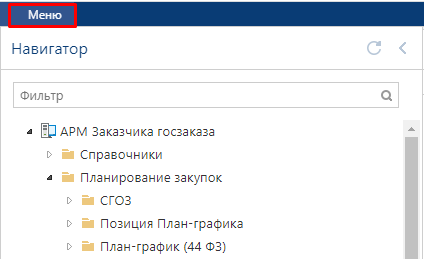 Меню
Навигатор
Фильтр
АРМ Заказчика госзаказа
Справочники
Планирование закупок
СГОЗ
Позиция План-графика
План-график (44 ФЗ)